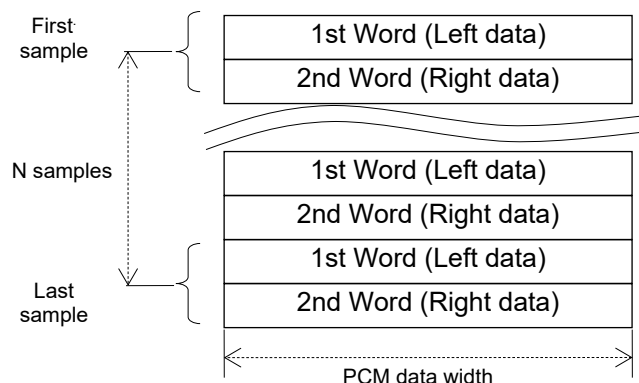 First
sample
1st Word (Left data)
2nd Word (Right data)
N samples
1st Word (Left data)
2nd Word (Right data)
1st Word (Left data)
2nd Word (Right data)
Last
sample
PCM data width